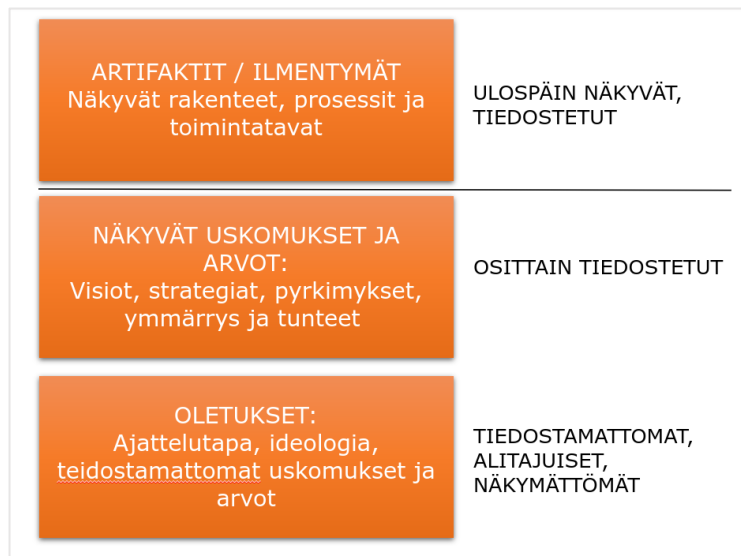 ARTIFAKTIT / ILMENTYMÄT
Näkyvät rakenteet, prosessit ja
toimintatavat
ULOSPÄIN NÄKYVÄT,
TIEDOSTETUT
NÄKYVÄT USKOMUKSET JA
ARVOT:
Visiot, strategiat, pyrkimykset,
ymmärrys ja tunteet
OSITTAIN TIEDOSTETUT
OLETUKSET:
Ajattelutapa, ideologia,
teidostamattomat uskomukset ja
arvot
TIEDOSTAMATTOMAT,
ALITAJUISET,
NÄKYMÄTTÖMÄT